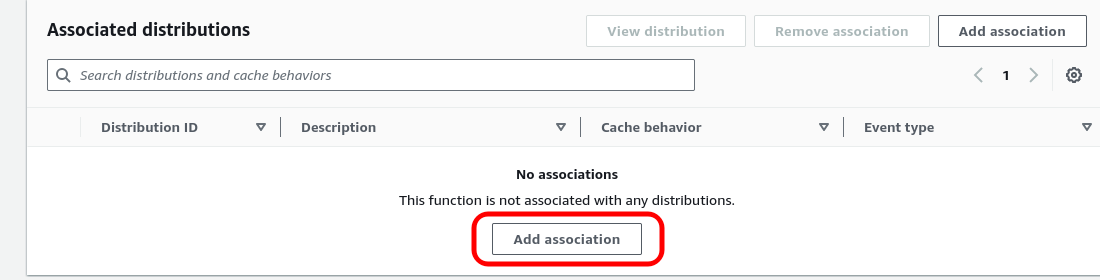 Associated distributions
View distribution
Remove association
Add association
Search distributions and cache behaviors
1
Distribution ID
Description
Cache behavior
Event type
No associations
This function is not associated with any distributions.
Add association